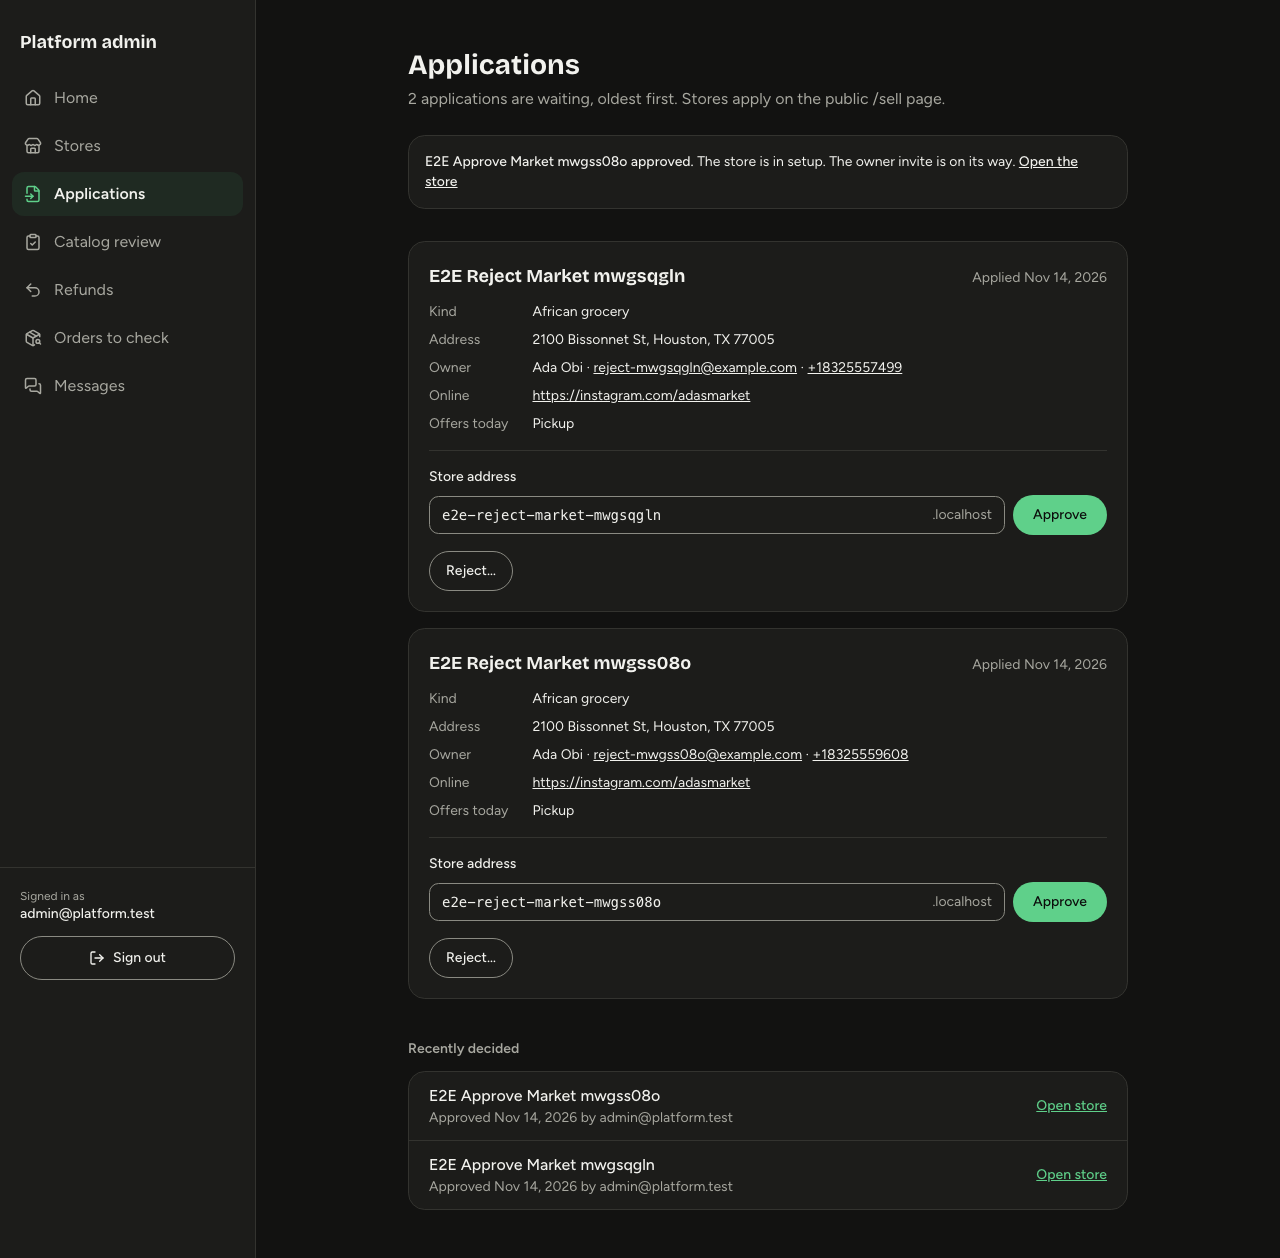 Platform admin
Home
Stores
Applications
Catalog review
Refunds
Orders to check
Messages
Signed in as
admin@platform.test
Sign out
Applications
2 applications are waiting, oldest first. Stores apply on the public /sell page.
E2E Approve Market mwgss08o approved. The store is in setup. The owner invite is on its way. Open the
store
E2E Reject Market mwgsqgln
Applied Nov 14, 2026
Kind African grocery
Address 2100 Bissonnet St, Houston, TX 77005
Owner Ada Obi · reject-mwgsqgln@example.com · +18325557499
Online https://instagram.com/adasmarket
Offers today Pickup
Store address
e2e-reject-market-mwgsqgln .localhost Approve
Reject...
E2E Reject Market mwgss08o
Applied Nov 14, 2026
Kind African grocery
Address 2100 Bissonnet St, Houston, TX 77005
Owner Ada Obi · reject-mwgss08o@example.com · +18325559608
Online https://instagram.com/adasmarket
Offers today Pickup
Store address
e2e-reject-market-mwgss08o .localhost Approve
Reject...
Recently decided
E2E Approve Market mwgss08o
Approved Nov 14, 2026 by admin@platform.test
Open store
E2E Approve Market mwgsqgln
Approved Nov 14, 2026 by admin@platform.test
Open store